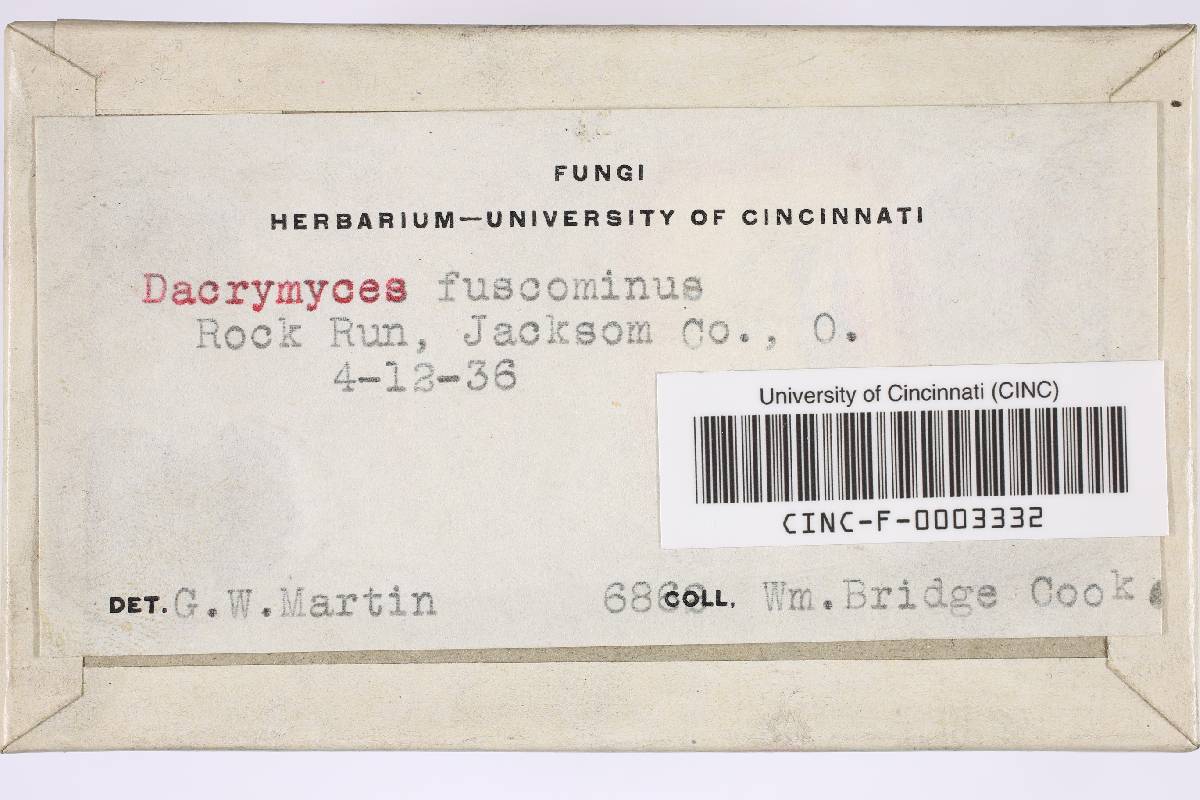 FUNGI
HERBARIUM—UNIVERSITY OF CINCINNATI
Dacrymyces fuscominus
Rock Run, Jacksom Co., O.
4-12-36
University of Cincinnati (CINC)
CINC-F-0003332
DET. G.W.Martin COLL. Wm.Bridge Cooke